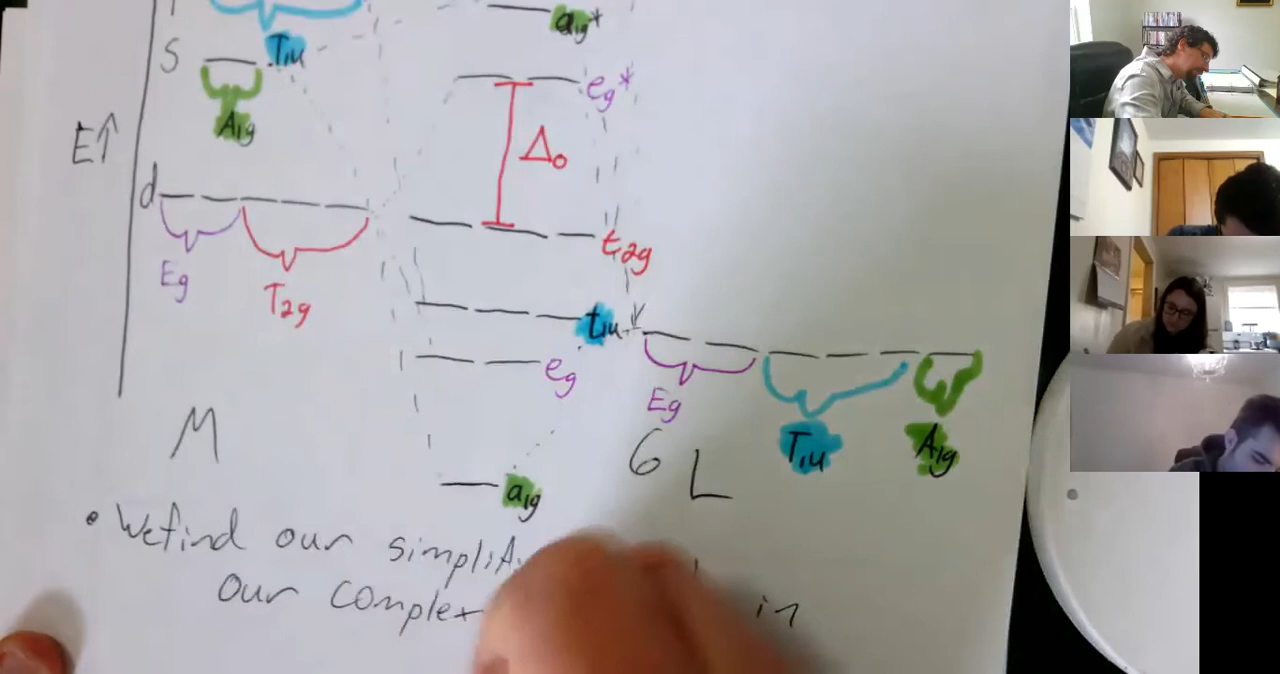 a1g*
T1u
S
eg*
A1g
E↑
Δo
d
t2g
Eg
T2g
t1u
eg
Eg
T1u
A1g
M
6 L
a1g
• We find our
our complex in